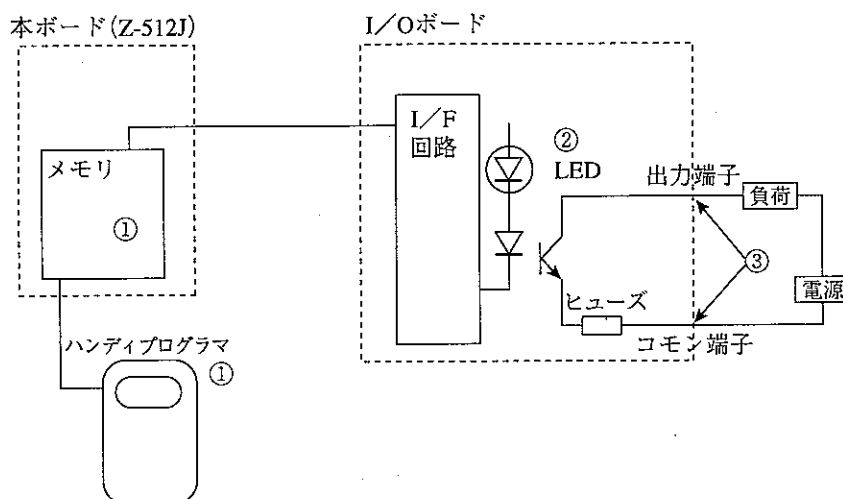 本ボード(Z-512J)
I/Oボード
I/F
回路
②
LED
メモリ
①
出力端子
負荷
③
電源
ヒューズ
コモン端子
ハンディプログラマ
①